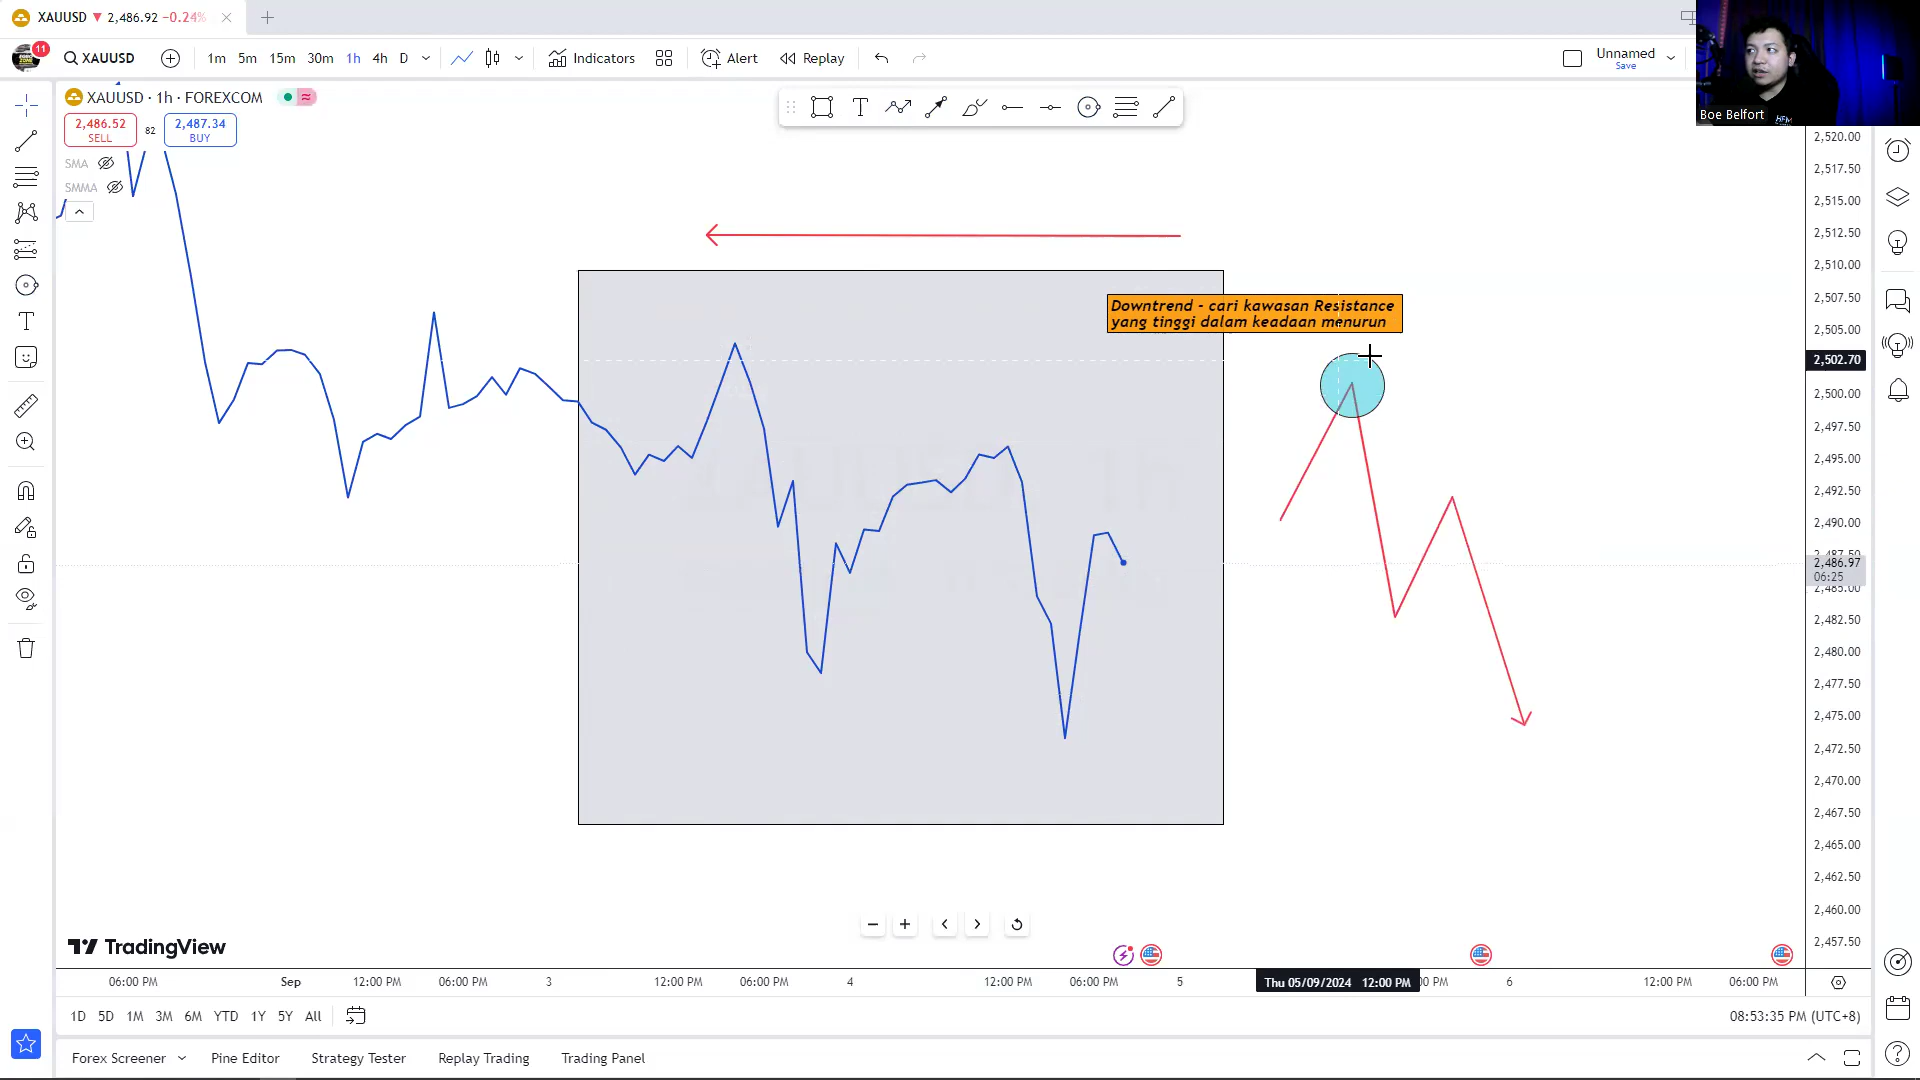 XAUUSD ▼ 2,486.92 −0.24%
11
XAUUSD
1m 5m 15m 30m 1h 4h D
Indicators
Alert
Replay
Unnamed
Save
Boe Belfort
HFM
XAUUSD · 1h · FOREXCOM
2,486.52
SELL
82
2,487.34
BUY
SMA
SMMA
Downtrend - cari kawasan Resistance
yang tinggi dalam keadaan menurun
2,520.00
2,517.50
2,515.00
2,512.50
2,510.00
2,507.50
2,505.00
2,502.70
2,500.00
2,497.50
2,495.00
2,492.50
2,490.00
2,487.50
2,486.97
06:25
2,485.00
2,482.50
2,480.00
2,477.50
2,475.00
2,472.50
2,470.00
2,467.50
2,465.00
2,462.50
2,460.00
2,457.50
TradingView
06:00 PM Sep 12:00 PM 06:00 PM 3 12:00 PM 06:00 PM 4 12:00 PM 06:00 PM 5 Thu 05/09/2024 12:00 PM 6 12:00 PM 06:00 PM
1D 5D 1M 3M 6M YTD 1Y 5Y All
08:53:35 PM (UTC+8)
Forex Screener Pine Editor Strategy Tester Replay Trading Trading Panel